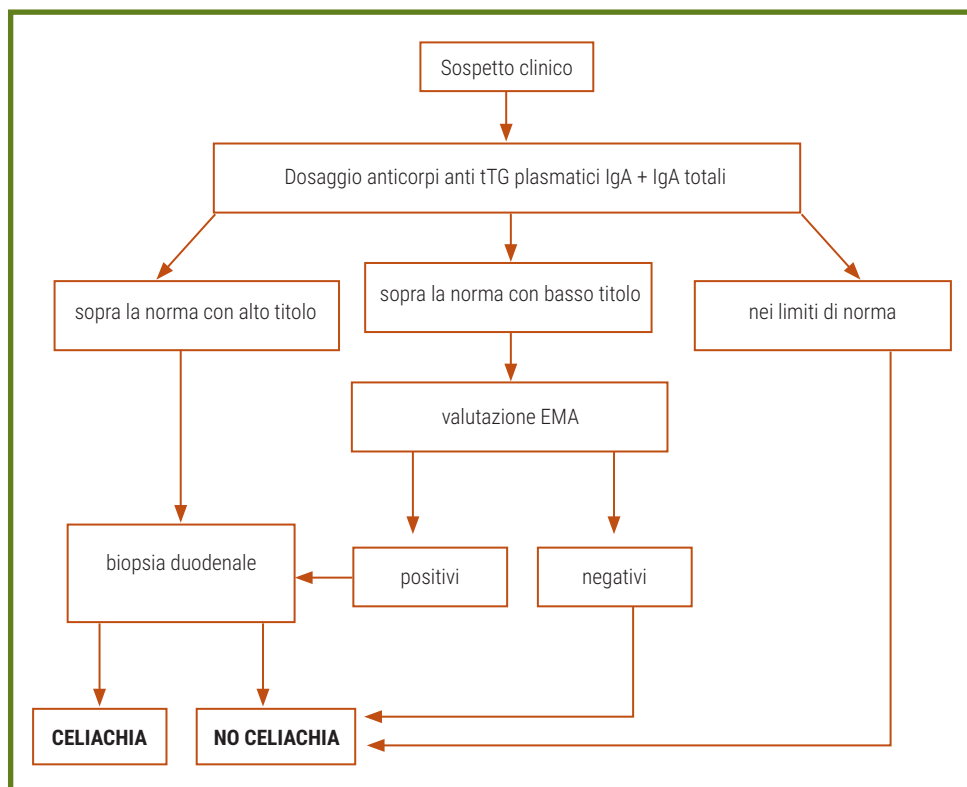 Sospetto clinico
Dosaggio anticorpi anti tTG plasmatici IgA + IgA totali
sopra la norma con alto titolo
sopra la norma con basso titolo
nei limiti di norma
valutazione EMA
biopsia duodenale
positivi
negativi
CELIACHIA
NO CELIACHIA